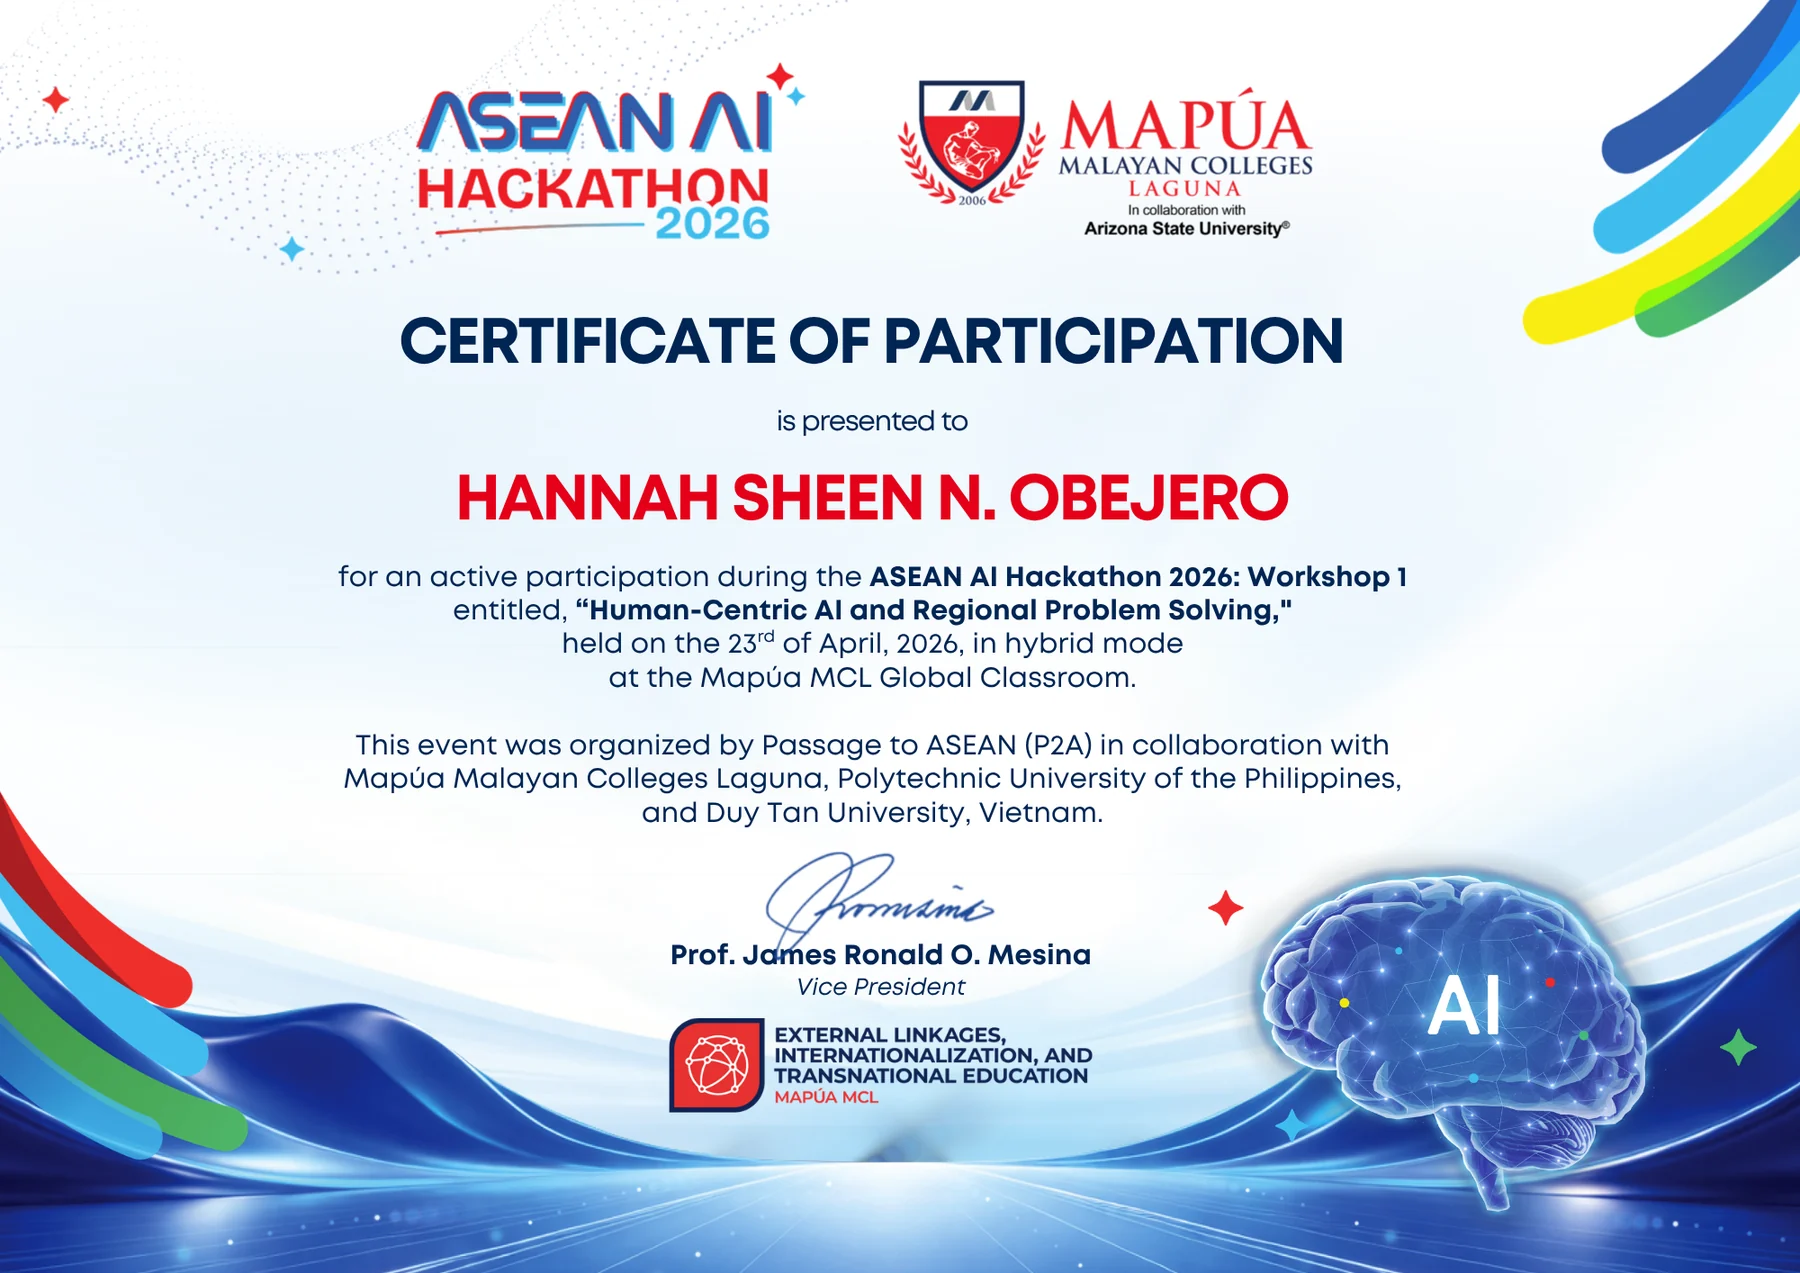 ASEAN AI
HACKATHON
2026
MAPÚA
MALAYAN COLLEGES
LAGUNA
2006
In collaboration with
Arizona State University®
CERTIFICATE OF PARTICIPATION
is presented to
HANNAH SHEEN N. OBEJERO
for an active participation during the ASEAN AI Hackathon 2026: Workshop 1
entitled, “Human-Centric AI and Regional Problem Solving,"
held on the 23rd of April, 2026, in hybrid mode
at the Mapúa MCL Global Classroom.
This event was organized by Passage to ASEAN (P2A) in collaboration with
Mapúa Malayan Colleges Laguna, Polytechnic University of the Philippines,
and Duy Tan University, Vietnam.
Prof. James Ronald O. Mesina
Vice President
EXTERNAL LINKAGES,
INTERNATIONALIZATION, AND
TRANSNATIONAL EDUCATION
MAPÚA MCL
AI